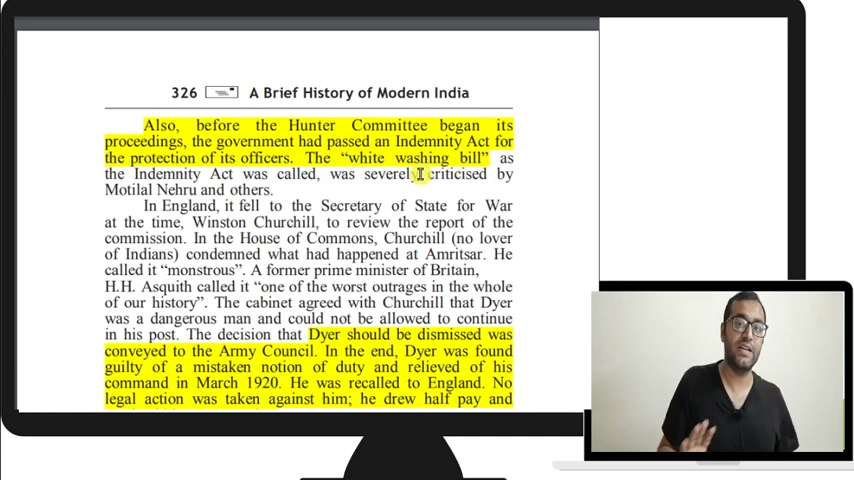 326 A Brief History of Modern India
Also, before the Hunter Committee began its
proceedings, the government had passed an Indemnity Act for
the protection of its officers. The “white washing bill” as
the Indemnity Act was called, was severely criticised by
Motilal Nehru and others.
In England, it fell to the Secretary of State for War
at the time, Winston Churchill, to review the report of the
commission. In the House of Commons, Churchill (no lover
of Indians) condemned what had happened at Amritsar. He
called it “monstrous”. A former prime minister of Britain,
H.H. Asquith called it “one of the worst outrages in the whole
of our history”. The cabinet agreed with Churchill that Dyer
was a dangerous man and could not be allowed to continue
in his post. The decision that Dyer should be dismissed was
conveyed to the Army Council. In the end, Dyer was found
guilty of a mistaken notion of duty and relieved of his
command in March 1920. He was recalled to England. No
legal action was taken against him; he drew half pay and